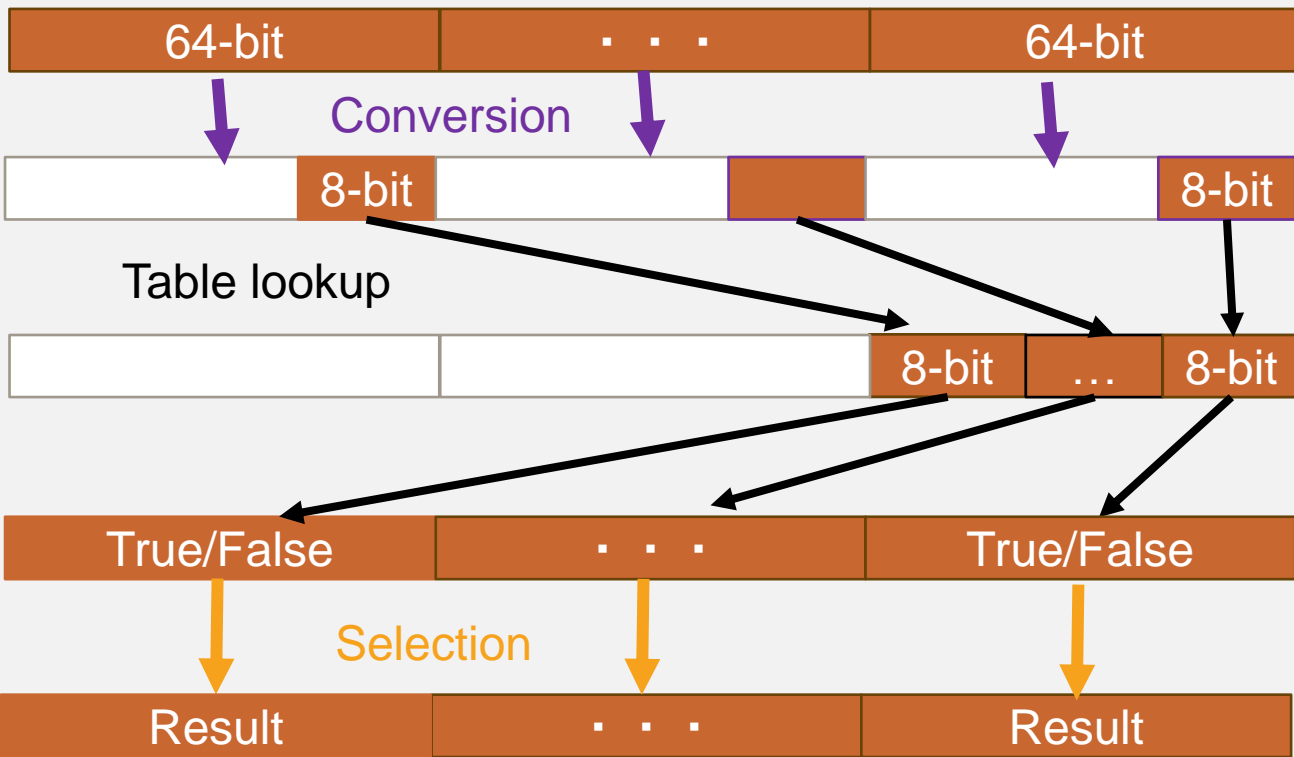 64-bit . . . 64-bit
Conversion
8-bit 8-bit
Table lookup
8-bit … 8-bit
True/False . . . True/False
Selection
Result . . . Result